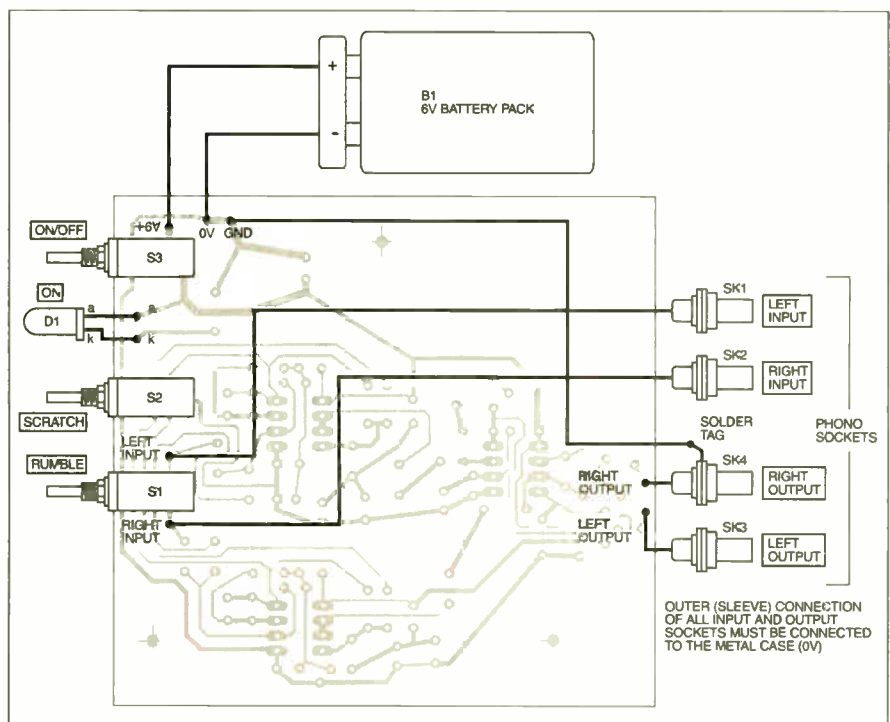 B1
6V BATTERY PACK
+
-
+6V
0V GND
ON/OFF
S3
ON
D1
a
a
k
k
S2
SCRATCH
LEFT
INPUT
RUMBLE
S1
RIGHT
INPUT
SK1
LEFT
INPUT
SK2
RIGHT
INPUT
SOLDER
TAG
PHONO
SOCKETS
SK4
RIGHT
OUTPUT
RIGHT
OUTPUT
SK3
LEFT
OUTPUT
LEFT
OUTPUT
OUTER (SLEEVE) CONNECTION
OF ALL INPUT AND OUTPUT
SOCKETS MUST BE CONNECTED
TO THE METAL CASE (0V)